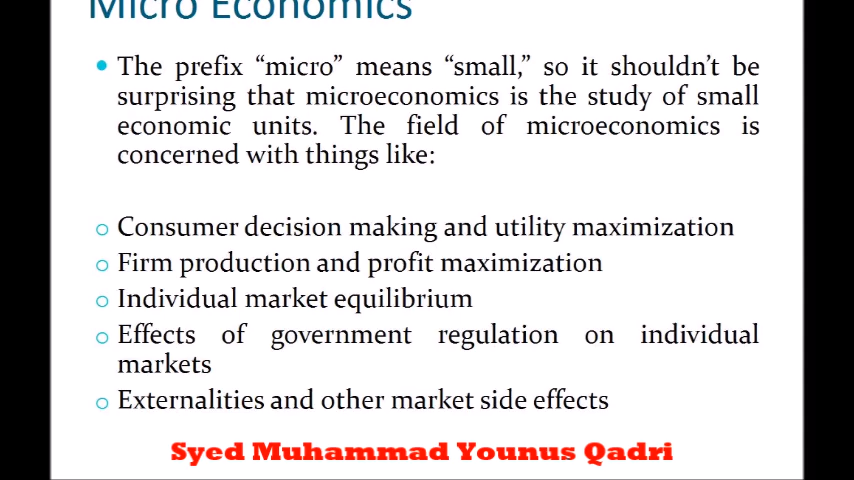 Micro Economics
• The prefix “micro” means “small,” so it shouldn’t be
surprising that microeconomics is the study of small
economic units. The field of microeconomics is
concerned with things like:
o Consumer decision making and utility maximization
o Firm production and profit maximization
o Individual market equilibrium
o Effects of government regulation on individual
markets
o Externalities and other market side effects
Syed Muhammad Younus Qadri